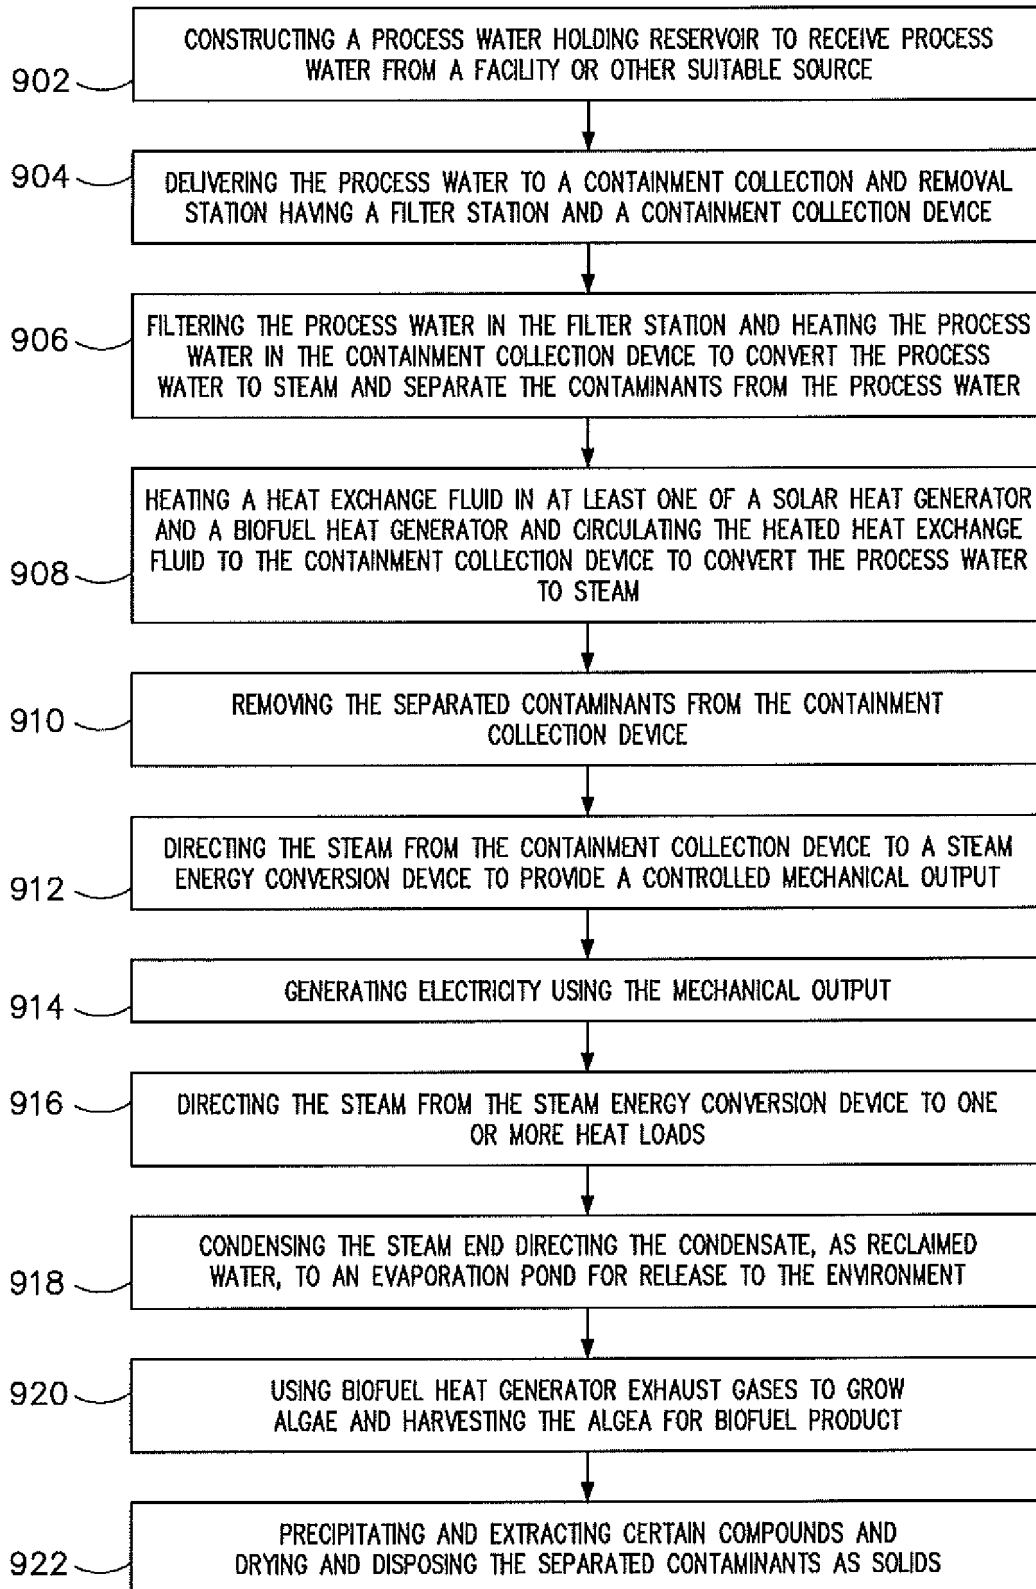 CONSTRUCTING A PROCESS WATER HOLDING RESERVOIR TO RECEIVE PROCESS
WATER FROM A FACILITY OR OTHER SUITABLE SOURCE
902
904
DELIVERING THE PROCESS WATER TO A CONTAINMENT COLLECTION AND REMOVAL
STATION HAVING A FILTER STATION AND A CONTAINMENT COLLECTION DEVICE
906
FILTERING THE PROCESS WATER IN THE FILTER STATION AND HEATING THE PROCESS
WATER IN THE CONTAINMENT COLLECTION DEVICE TO CONVERT THE PROCESS
WATER TO STEAM AND SEPARATE THE CONTAMINANTS FROM THE PROCESS WATER
HEATING A HEAT EXCHANGE FLUID IN AT LEAST ONE OF A SOLAR HEAT GENERATOR
AND A BIOFUEL HEAT GENERATOR AND CIRCULATING THE HEATED HEAT EXCHANGE
FLUID TO THE CONTAINMENT COLLECTION DEVICE TO CONVERT THE PROCESS WATER
TO STEAM
908
REMOVING THE SEPARATED CONTAMINANTS FROM THE CONTAINMENT
COLLECTION DEVICE
910
DIRECTING THE STEAM FROM THE CONTAINMENT COLLECTION DEVICE TO A STEAM
ENERGY CONVERSION DEVICE TO PROVIDE A CONTROLLED MECHANICAL OUTPUT
912
GENERATING ELECTRICITY USING THE MECHANICAL OUTPUT
914
916
DIRECTING THE STEAM FROM THE STEAM ENERGY CONVERSION DEVICE TO ONE
OR MORE HEAT LOADS
CONDENSING THE STEAM END DIRECTING THE CONDENSATE, AS RECLAIMED
WATER, TO AN EVAPORATION POND FOR RELEASE TO THE ENVIRONMENT
918
920
USING BIOFUEL HEAT GENERATOR EXHAUST GASES TO GROW
ALGAE AND HARVESTING THE ALGEA FOR BIOFUEL PRODUCT
PRECIPITATING AND EXTRACTING CERTAIN COMPOUNDS AND
DRYING AND DISPOSING THE SEPARATED CONTAMINANTS AS SOLIDS
922